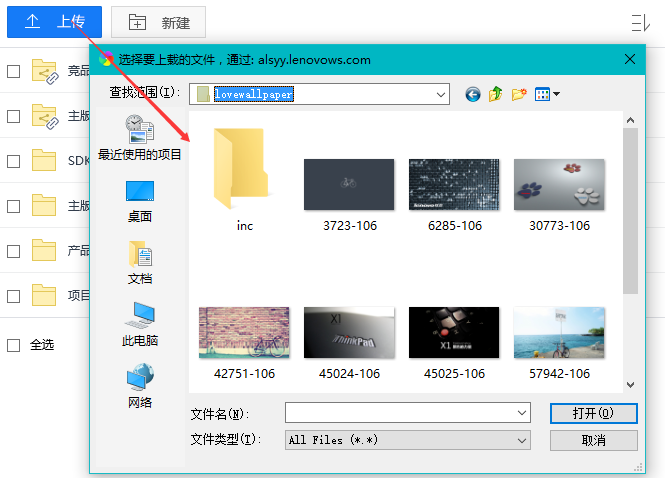 上传
新建
选择要上载的文件，通过: alsyy.lenovows.com
竞品
主版
SDK
主版
产品
项目
全选
查找范围(I):
lovewallpaper
最近使用的项目
桌面
文档
此电脑
网络
inc
3723-106
6285-106
30773-106
X1
ThinkPad
X1
42751-106
45024-106
45025-106
57942-106
文件名(N):
打开(O)
文件类型(T):
All Files (*.*)
取消